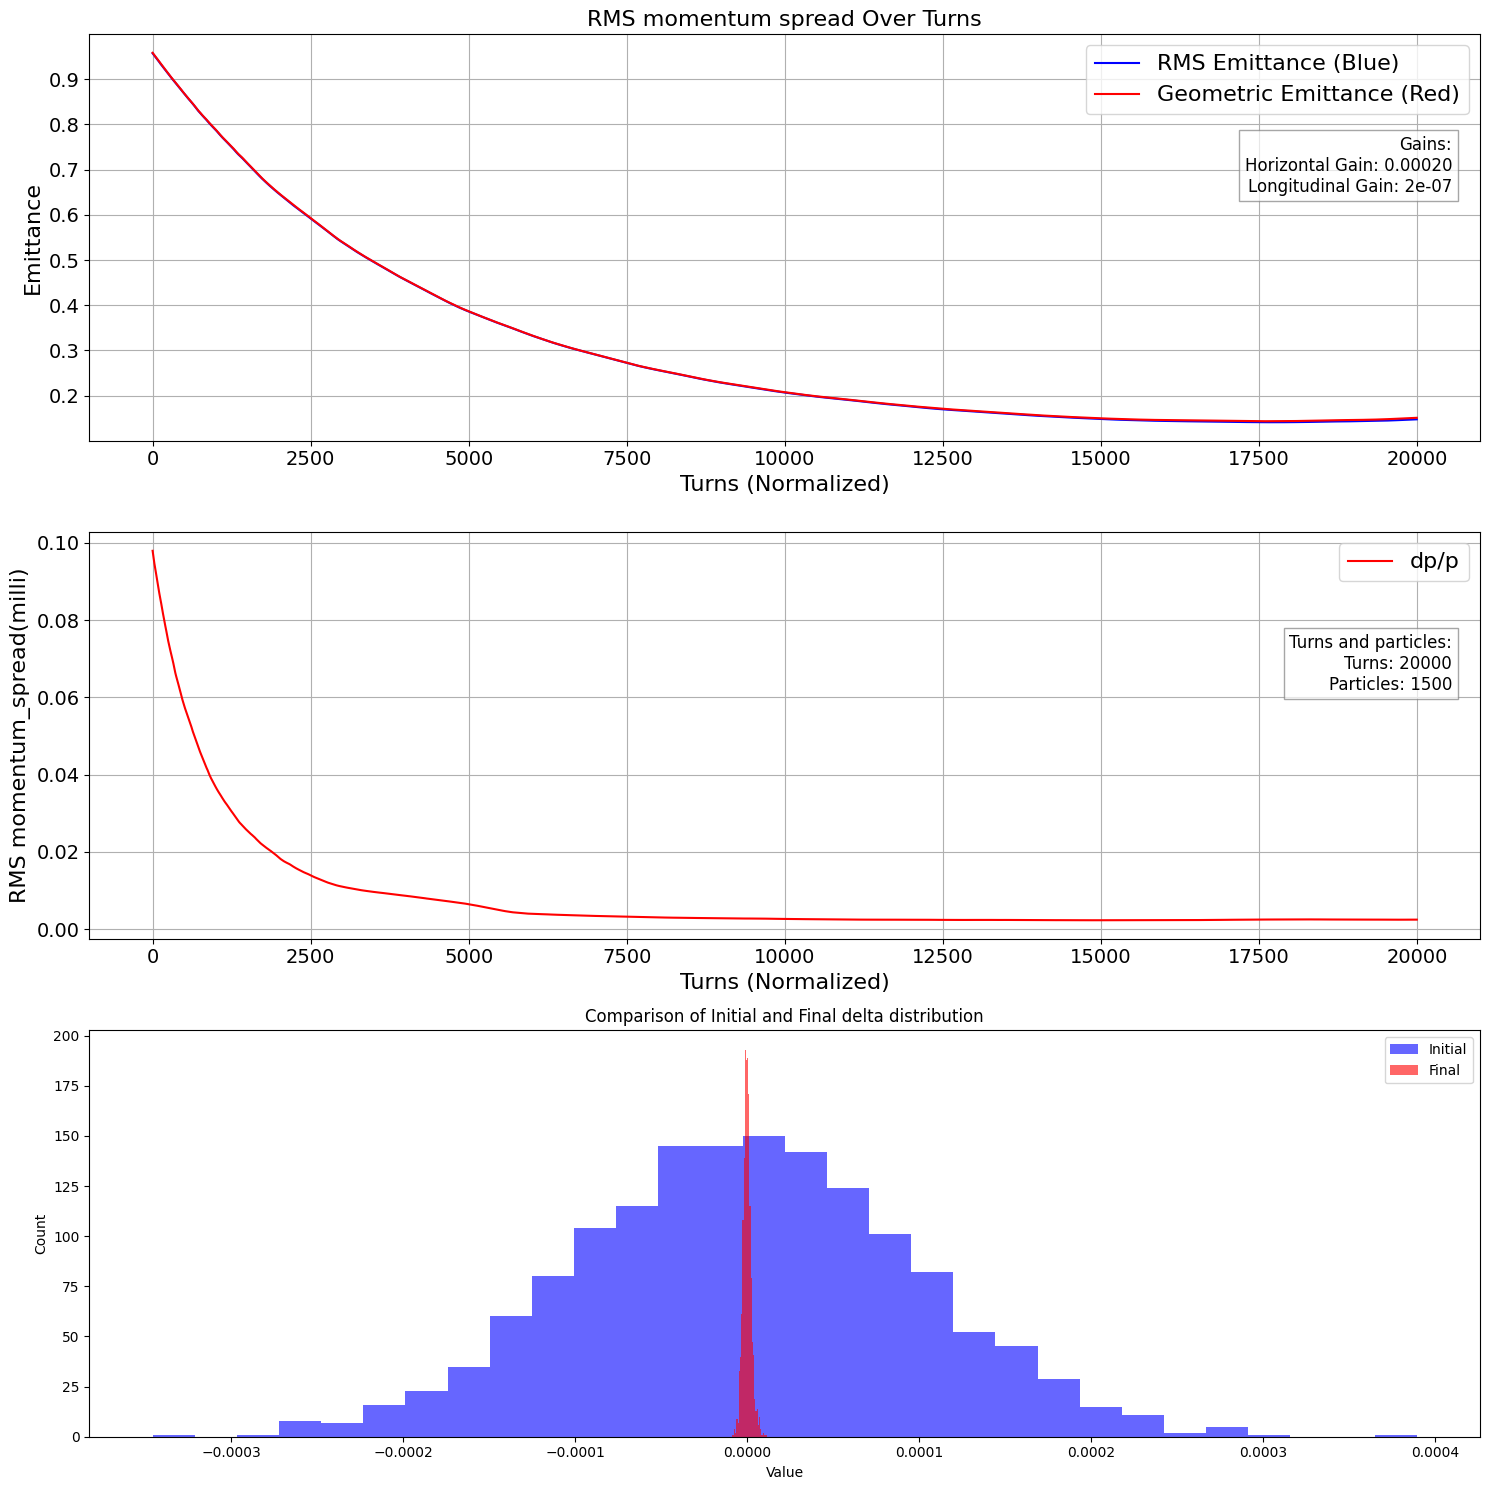 RMS momentum spread Over Turns
RMS Emittance (Blue)
Geometric Emittance (Red)
Gains:
Horizontal Gain: 0.00020
Longitudinal Gain: 2e-07
Emittance
0.9
0.8
0.7
0.6
0.5
0.4
0.3
0.2
0 2500 5000 7500 10000 12500 15000 17500 20000
Turns (Normalized)
dp/p
Turns and particles:
Turns: 20000
Particles: 1500
RMS momentum_spread(milli)
0.10
0.08
0.06
0.04
0.02
0.00
0 2500 5000 7500 10000 12500 15000 17500 20000
Turns (Normalized)
Comparison of Initial and Final delta distribution
Initial
Final
Count
200
175
150
125
100
75
50
25
0
−0.0003 −0.0002 −0.0001 0.0000 0.0001 0.0002 0.0003 0.0004
Value